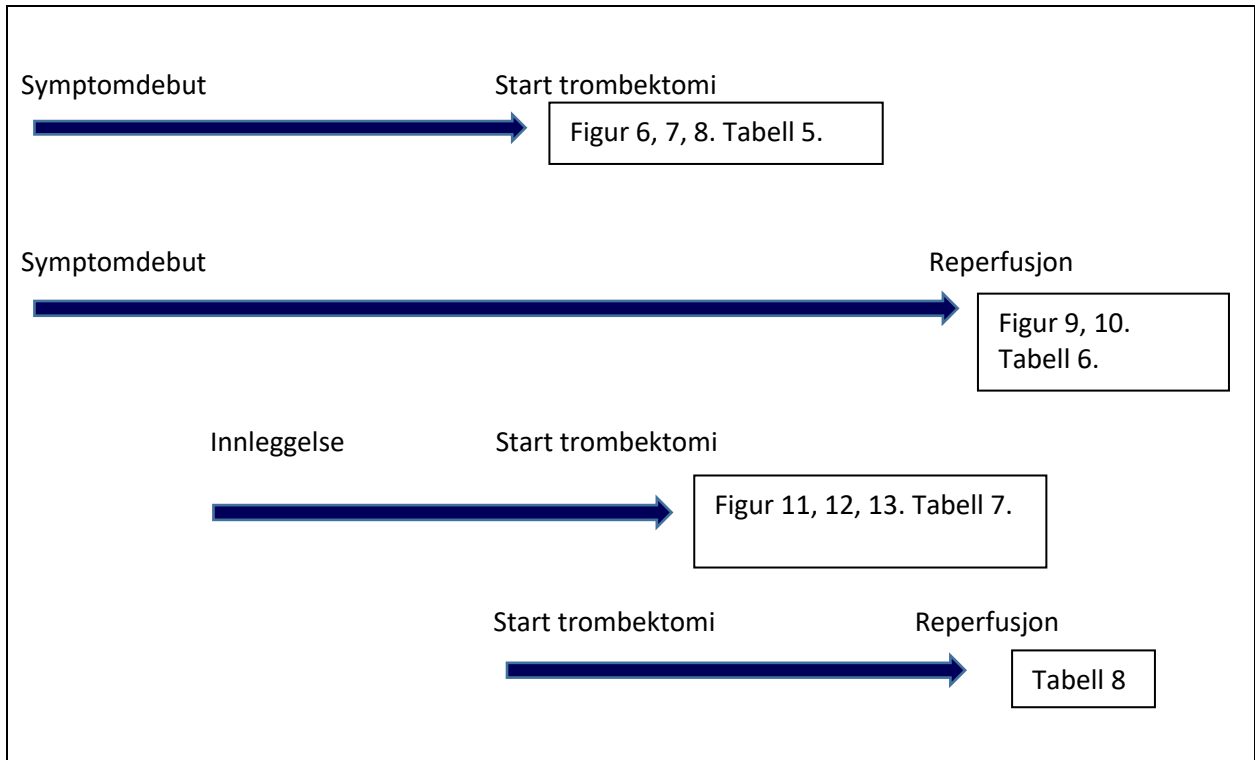 Symptomdebut
Start trombektomi
Figur 6, 7, 8. Tabell 5.
Symptomdebut
Reperfusjon
Figur 9, 10.
Tabell 6.
Innleggelse
Start trombektomi
Figur 11, 12, 13. Tabell 7.
Start trombektomi
Reperfusjon
Tabell 8